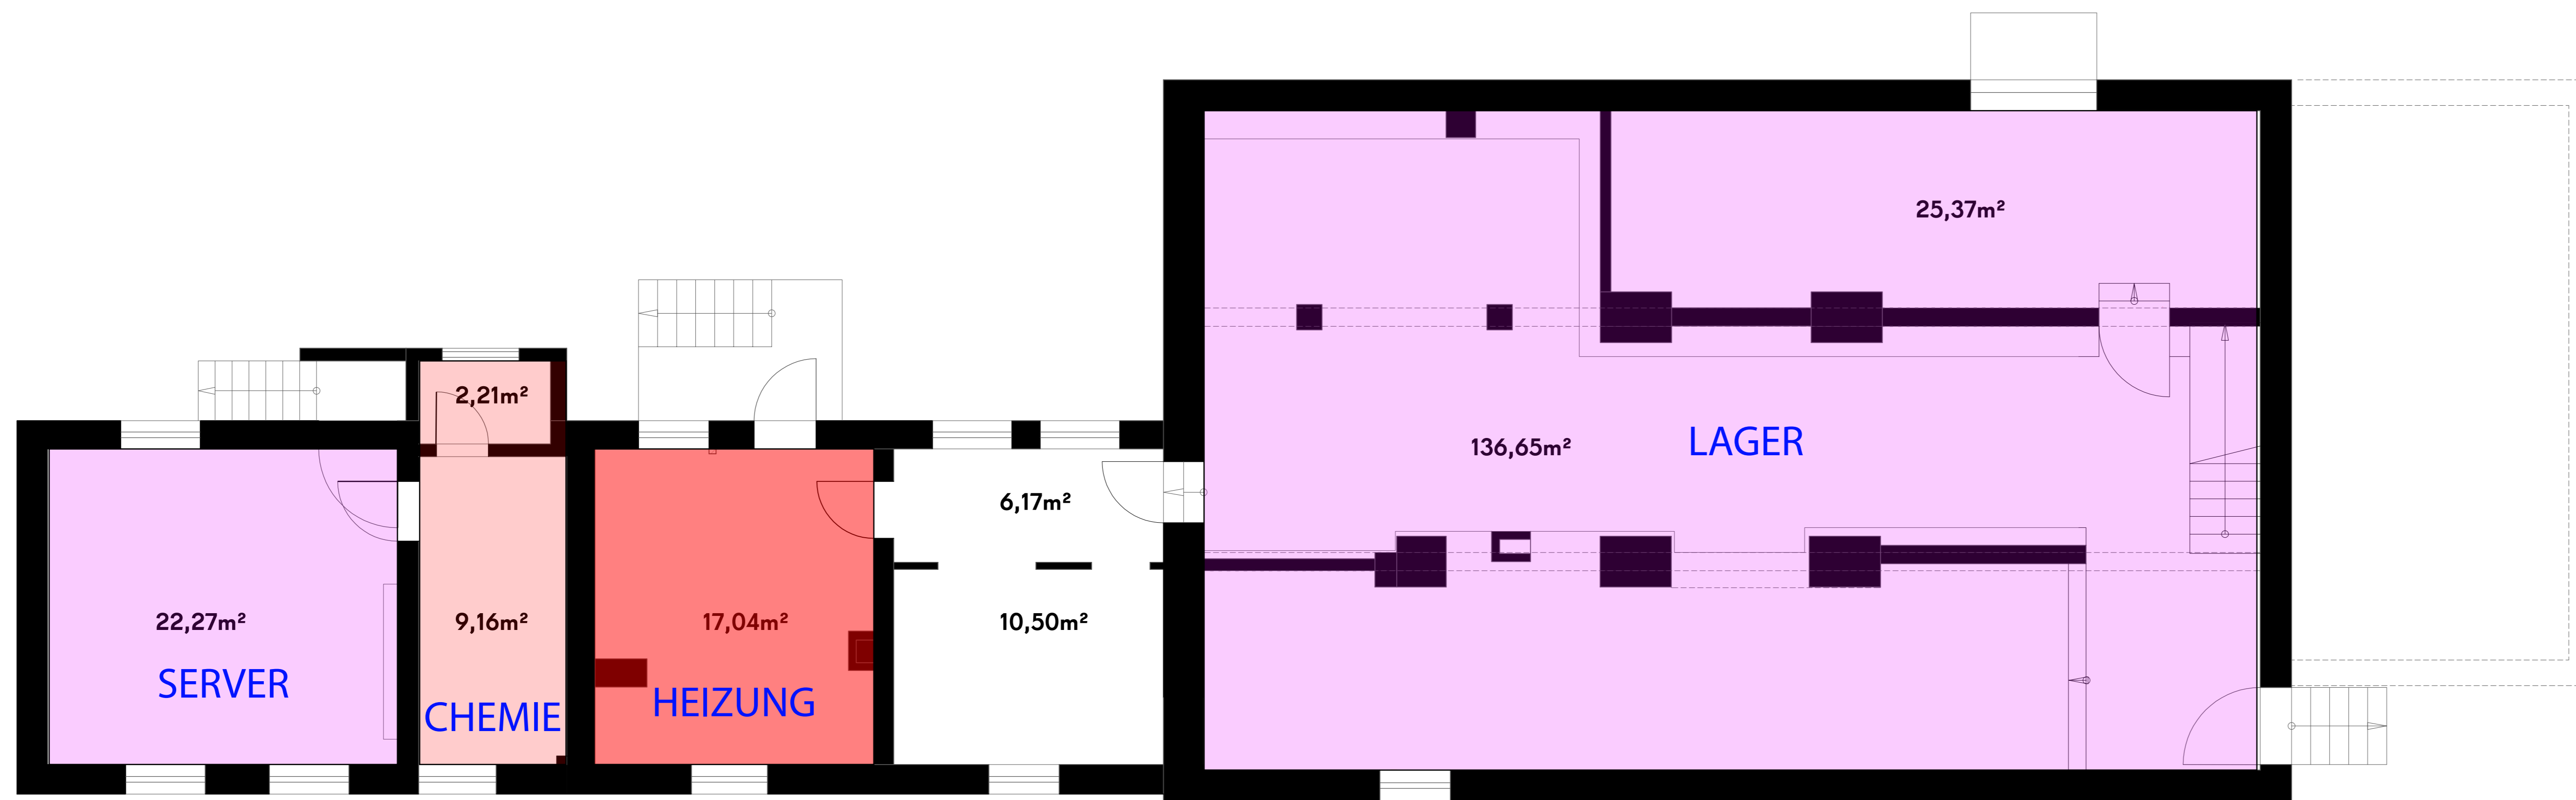 25,37m²
2,21m²
136,65m²
LAGER
6,17m²
22,27m²
9,16m²
17,04m²
10,50m²
SERVER
CHEMIE
HEIZUNG